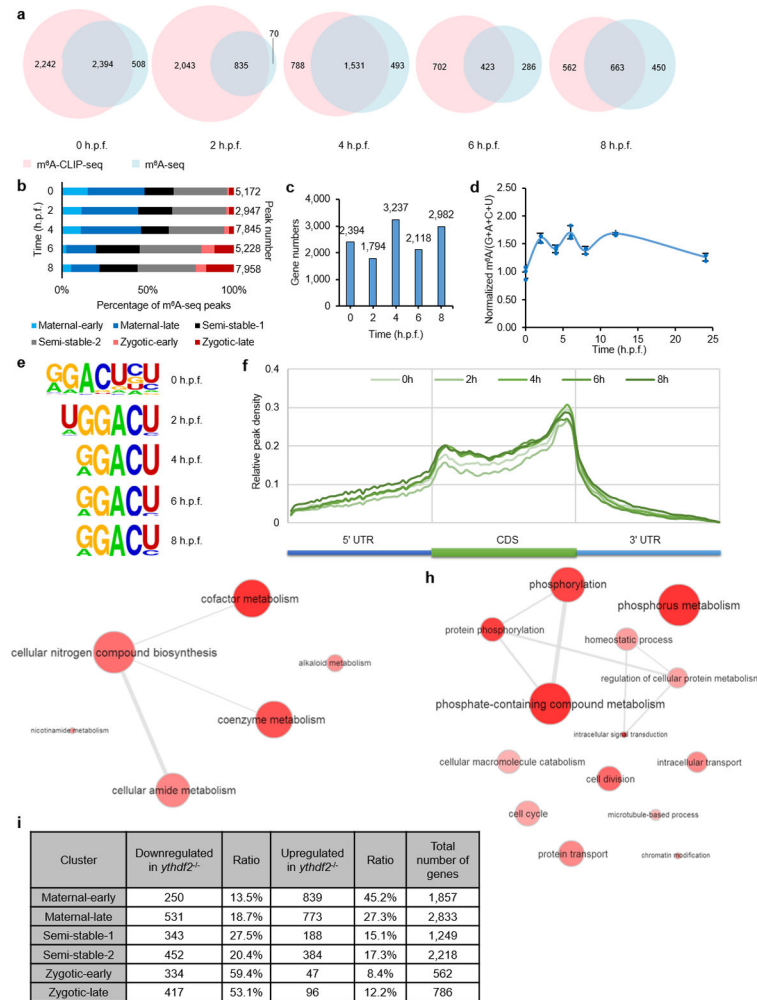 a
70
2,242
2,394
508
2,043
835
788
1,531
493
702
423
286
562
663
450
0 h.p.f.
2 h.p.f.
4 h.p.f.
6 h.p.f.
8 h.p.f.
m⁶A-CLIP-seq
m⁶A-seq
b
Time (h.p.f.)
0
2
4
6
8
5,172
2,947
7,845
5,228
7,958
Peak number
0%
50%
100%
Percentage of m⁶A-seq peaks
Maternal-early
Maternal-late
Semi-stable-1
Semi-stable-2
Zygotic-early
Zygotic-late
c
Gene numbers
4,000
3,000
2,000
1,000
0
2,394
1,794
3,237
2,118
2,982
0 2 4 6 8
Time (h.p.f.)
d
Normalized m⁶A/(G+A+C+U)
2.00
1.50
1.00
0.50
0.00
0 5 10 15 20 25
Time (h.p.f.)
e
GGACU
0 h.p.f.
UGGACU
2 h.p.f.
GGACU
4 h.p.f.
GGACU
6 h.p.f.
GGACU
8 h.p.f.
f
Relative peak density
0.4
0.3
0.2
0.1
0
0h 2h 4h 6h 8h
5' UTR CDS 3' UTR
cofactor metabolism
cellular nitrogen compound biosynthesis
alkaloid metabolism
coenzyme metabolism
nicotinamide metabolism
cellular amide metabolism
h
phosphorylation
phosphorus metabolism
protein phosphorylation
homeostatic process
regulation of cellular protein metabolism
phosphate-containing compound metabolism
intracellular signal transduction
cellular macromolecule catabolism
intracellular transport
cell division
cell cycle
microtubule-based process
protein transport
chromatin modification
i
Cluster Downregulated in ythdf2-/- Ratio Upregulated in ythdf2-/- Ratio Total number of genes
Maternal-early 250 13.5% 839 45.2% 1,857
Maternal-late 531 18.7% 773 27.3% 2,833
Semi-stable-1 343 27.5% 188 15.1% 1,249
Semi-stable-2 452 20.4% 384 17.3% 2,218
Zygotic-early 334 59.4% 47 8.4% 562
Zygotic-late 417 53.1% 96 12.2% 786